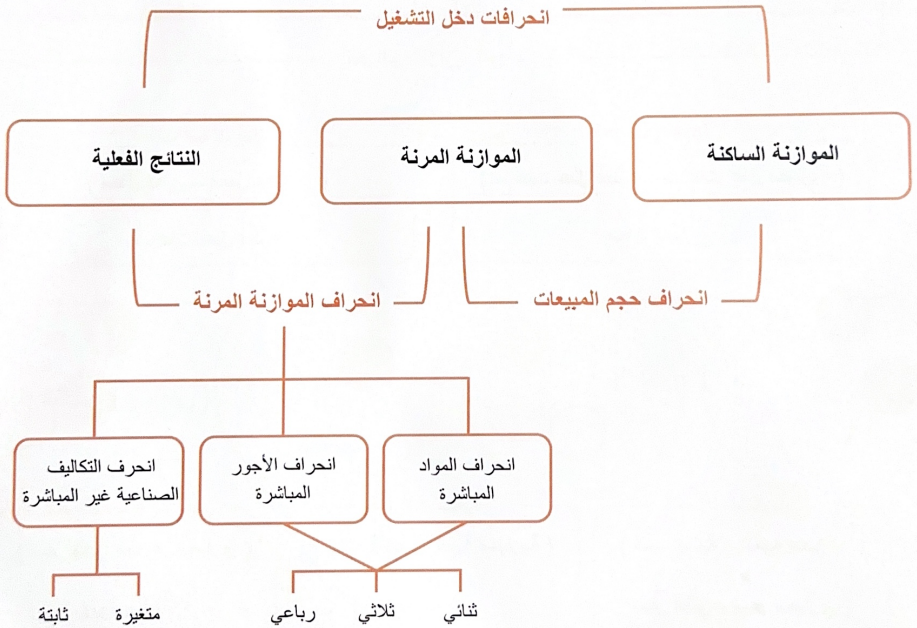 انحرافات دخل التشغيل
الموازنة الساكنة
الموازنة المرنة
النتائج الفعلية
انحراف حجم المبيعات
انحراف الموازنة المرنة
انحراف المواد
المباشرة
انحراف الأجور
المباشرة
انحرف التكاليف
الصناعية غير المباشرة
ثنائي
ثلاثي
رباعي
متغيرة
ثابتة